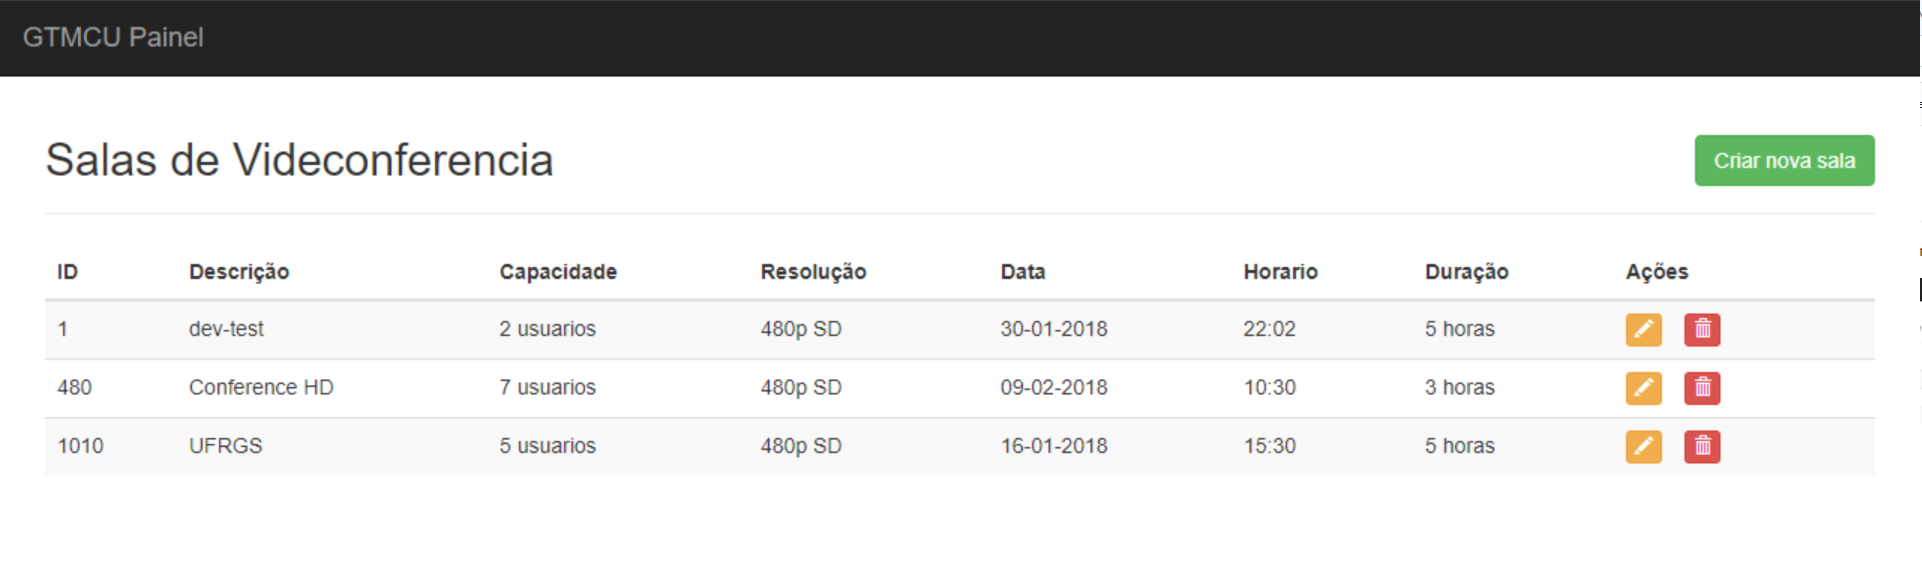 GTMCU Painel
Salas de Videconferencia
Criar nova sala
ID Descrição Capacidade Resolução Data Horario Duração Ações
1 dev-test 2 usuarios 480p SD 30-01-2018 22:02 5 horas
480 Conference HD 7 usuarios 480p SD 09-02-2018 10:30 3 horas
1010 UFRGS 5 usuarios 480p SD 16-01-2018 15:30 5 horas